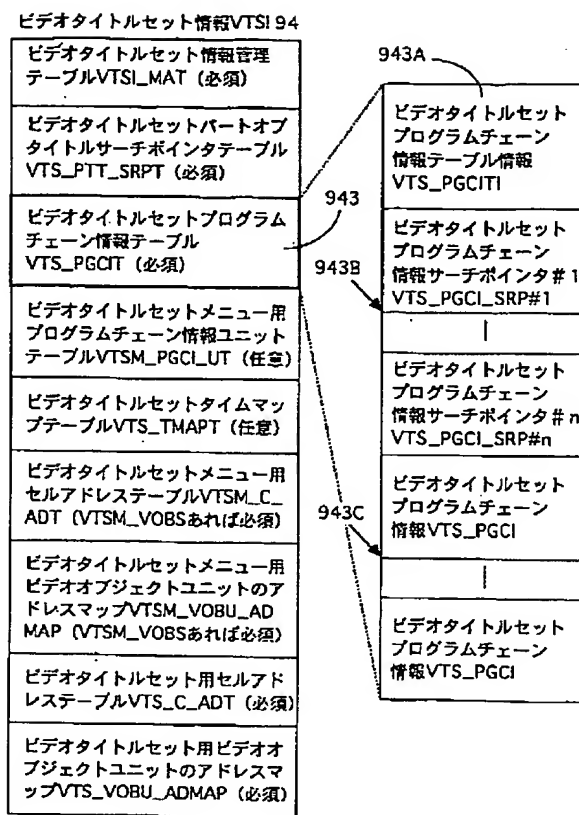 ビデオタイトルセット情報VTSI 94
ビデオタイトルセット情報管理
テーブルVTSI_MAT（必須）
ビデオタイトルセットパートオブ
タイトルサーチポインタテーブル
VTS_PTT_SRPT（必須）
ビデオタイトルセットプログラム
チェーン情報テーブル
VTS_PGCIT（必須）
ビデオタイトルセットメニュー用
プログラムチェーン情報ユニット
テーブルVTSM_PGCI_UT（任意）
ビデオタイトルセットタイムマッ
プテーブルVTS_TMAPT（任意）
ビデオタイトルセットメニュー用
セルアドレステーブルVTSM_C_
ADT（VTSM_VOBSあれば必須）
ビデオタイトルセットメニュー用
ビデオオブジェクトユニットのア
ドレスマップVTSM_VOBU_AD
MAP（VTSM_VOBSあれば必須）
ビデオタイトルセット用セルアド
レステーブルVTS_C_ADT（必須）
ビデオタイトルセット用ビデオオ
ブジェクトユニットのアドレスマ
ップVTS_VOBU_ADMAP（必須）
943
943A
ビデオタイトルセット
プログラムチェーン
情報テーブル情報
VTS_PGCITI
943B
ビデオタイトルセット
プログラムチェーン
情報サーチポインタ＃1
VTS_PGCI_SRP#1
ビデオタイトルセット
プログラムチェーン
情報サーチポインタ＃n
VTS_PGCI_SRP#n
943C
ビデオタイトルセット
プログラムチェーン
情報VTS_PGCI
ビデオタイトルセット
プログラムチェーン
情報VTS_PGCI